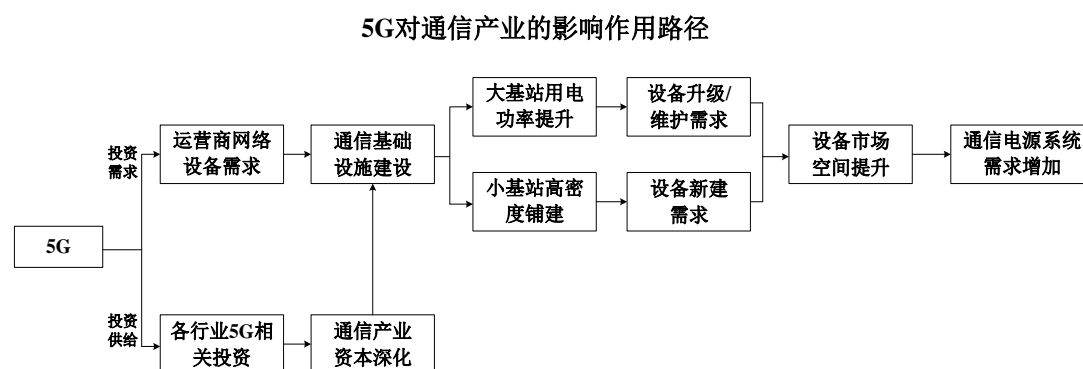 5G对通信产业的影响作用路径
大基站用电
功率提升
设备升级/
维护需求
投资
需求
运营商网络
设备需求
通信基础
设施建设
设备市场
空间提升
通信电源系统
需求增加
小基站高密
度铺建
设备新建
需求
5G
投资
供给
各行业5G相
关投资
通信产业
资本深化